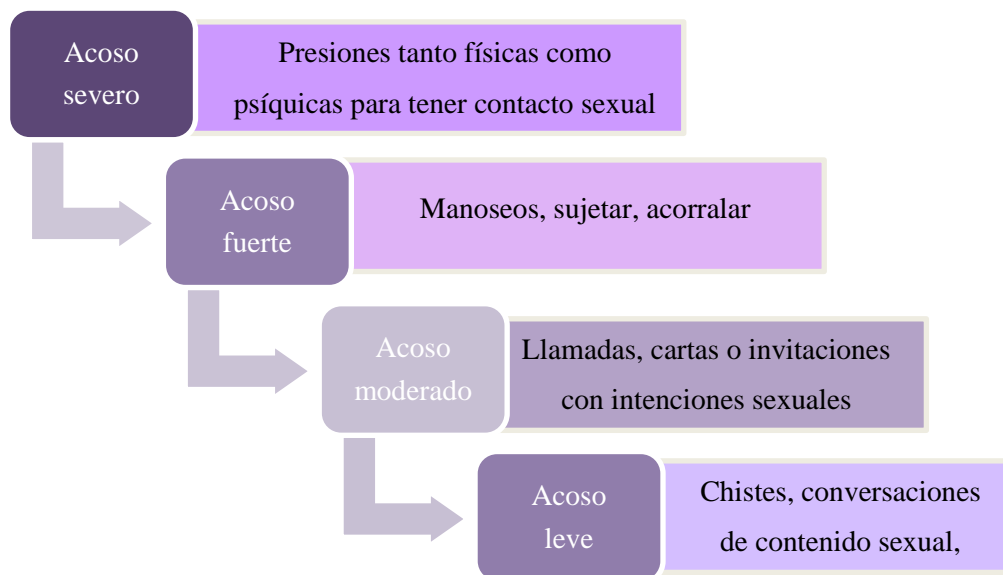 Acoso
severo
Presiones tanto físicas como
psíquicas para tener contacto sexual
Acoso
fuerte
Manoseos, sujetar, acorralar
Acoso
moderado
Llamadas, cartas o invitaciones
con intenciones sexuales
Acoso
leve
Chistes, conversaciones
de contenido sexual,